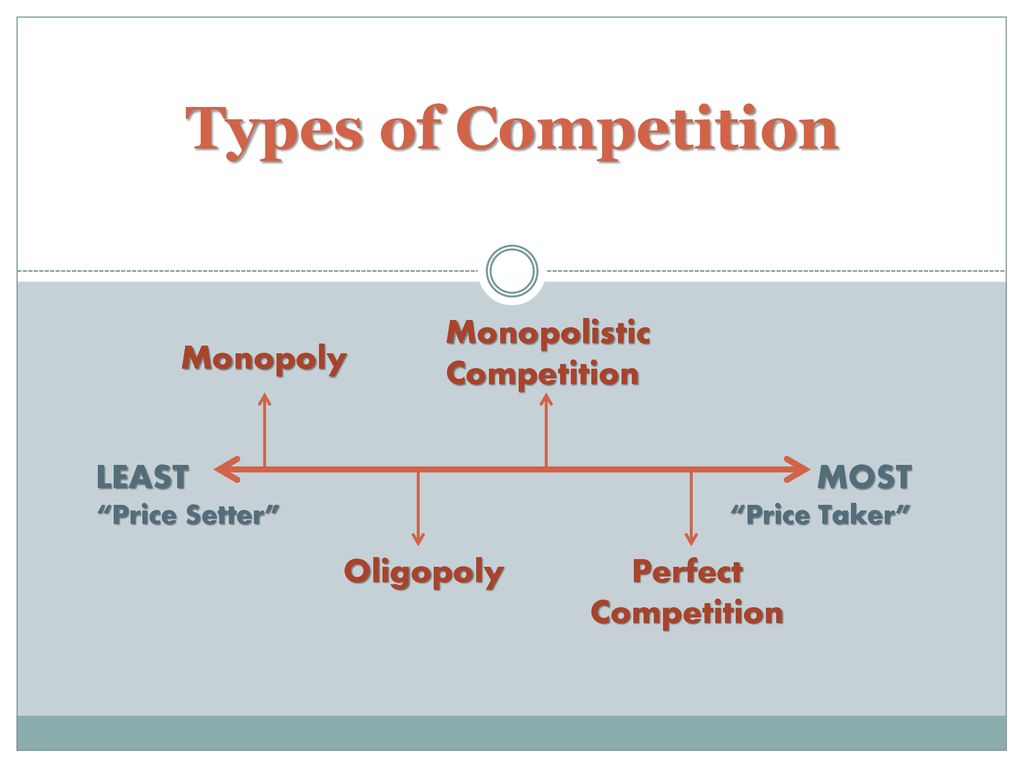 Types of Competition
Monopoly
Monopolistic
Competition
LEAST
“Price Setter”
MOST
“Price Taker”
Oligopoly
Perfect
Competition